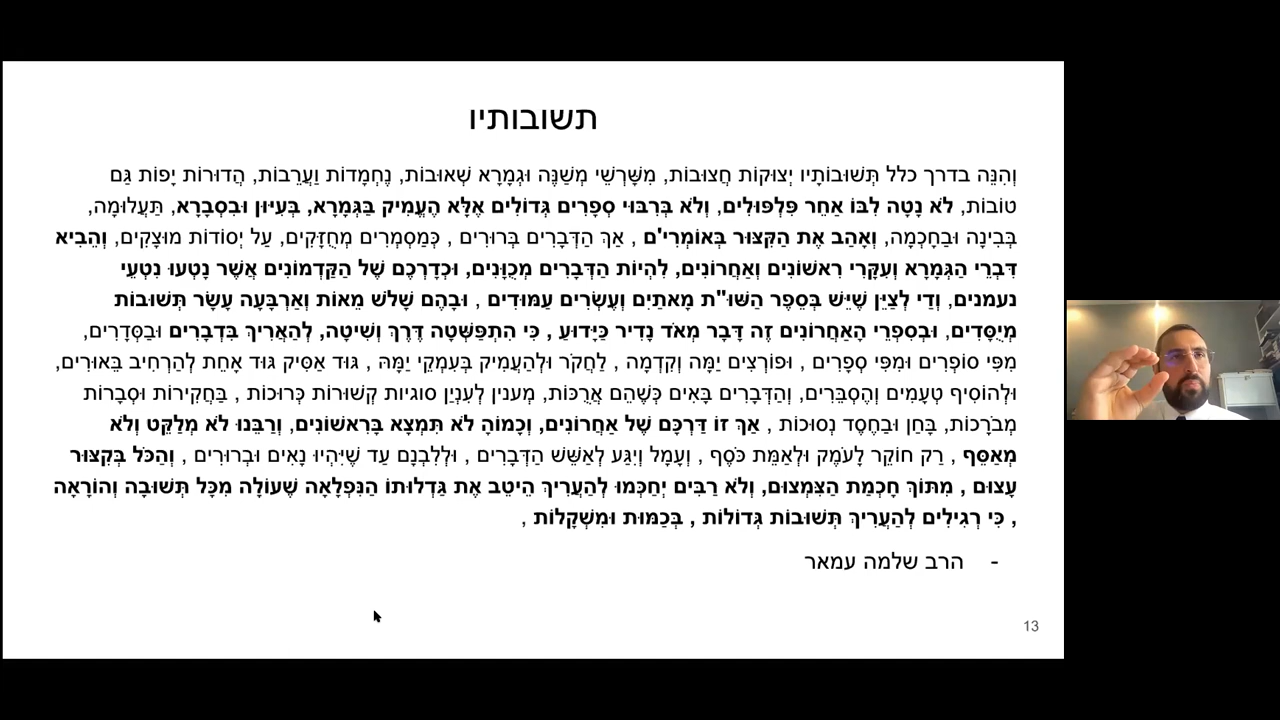 תשובותיו
וְהִנֵּה בדרך כלל תְּשׁוּבוֹתָיו יְצוּקוֹת חֲצוּבוֹת, מִשָּׁרְשֵׁי מִשְׁנָּה וּגְמָרָא שְׁאוּבוֹת, נֶחְמָדוֹת וַעֲרֵבוֹת, הֲדוּרוֹת יָפוֹת גַּם
טוֹבוֹת, לֹא נָטָה לִבּוֹ אַחֵר פִּלְפּוּלִים, וְלֹא בְּרִבּוּי סְפָרִים גְּדוֹלִים אֶלָּא הֶעֱמִיק בַּגְּמָרָא, בְּעִיּוּן וּבִסְבָרָא, תַּעֲלוּמָה,
בְּבִינָה וּבַחָכְמָה, וְאָהַב אֶת הַקִּצּוּר בְּאוֹמְרִי'ם , אַךְ הַדְּבָרִים בְּרוּרִים , כְּמַסְמְרִים מְחֻזָּקִים, עַל יְסוֹדוֹת מוּצָקִים, וְהֵבִיא
דִּבְרֵי הַגְּמָרָא וְעִקָּרִי רִאשׁוֹנִים וְאַחֲרוֹנִים, לִהְיוֹת הַדְּבָרִים מְכֻוָּנִים, וּכְדָרְכָּם שֶׁל הַקַּדְמוֹנִים אֲשֶׁר נָטְעוּ נִטְעֵי
נעמנים, וְדֵי לְצַיֵּן שֶׁיֵּשׁ בְּסֵפֶר הַשּׁוּ"ת מָאתַיִם וְעֶשְׂרִים עַמּוּדִים , וּבָהֶם שָׁלֹשׁ מֵאוֹת וְאַרְבָּעָה עָשָׂר תְּשׁוּבוֹת
מְיֻסָּדִים, וּבְסִפְרֵי הָאַחֲרוֹנִים זֶה דָּבָר מְאֹד נָדִיר כַּיָּדוּעַ , כִּי הִתְפַּשְּׁטָה דֶּרֶךְ וְשִׁיטָה, לְהַאֲרִיךְ בִּדְבָרִים וּבִסְדָרִים,
מִפִּי סוֹפְרִים וּמִפִּי סְפָרִים , וּפוֹרְצִים יַמָּה וְקֵדְמָה , לַחֲקֹר וּלְהַעֲמִיק בְּעִמְקֵי יַמָּהּ , גּוּד אַסִּיק גּוּד אָחֵת לְהַרְחִיב בְּאוּרִים,
וּלְהוֹסִיף טְעָמִים וְהֶסְבֵּרִים, וְהַדְּבָרִים בָּאִים כְּשֶׁהֵם אֲרֻכּוֹת, מֵענין לְעִנְיַן סוגיות קְשׁוּרוֹת כְּרוּכוֹת , בַּחֲקִירוֹת וּסְבָרוֹת
מְבֹרָכוֹת, בְּחֵן וּבְחֶסֶד נְסוּכוֹת , אַךְ זוֹ דַּרְכָּם שֶׁל אַחֲרוֹנִים, וְכָמוֹהָ לֹא תִּמְצָא בָּרִאשׁוֹנִים, וְרַבֵּנוּ לֹא מְלַקֵּט וְלֹא
מְאַסֵּף , רַק חוֹקֵר לָעֹמֶק וּלְאַמֵּת כֹּסֶף , וְעָמֵל וְיִגַּע לְאַשֵּׁשׁ הַדְּבָרִים , וּלְלַבְּנָם עַד שֶׁיִּהְיוּ נָאִים וּבְרוּרִים , וְהַכֹּל בְּקִצּוּר
עָצוּם , מִתּוֹךְ חָכְמַת הַצִּמְצוּם, וְלֹא רַבִּים יֶחְכְּמוּ לְהַעֲרִיךְ הֵיטֵב אֶת גַּדְלוּתוֹ הַנִּפְלָאָה שֶׁעוֹלָה מִכָּל תְּשׁוּבָה וְהוֹרָאָה
, כִּי רְגִילִים לְהַעֲרִיךְ תְּשׁוּבוֹת גְּדוֹלוֹת , בְּכַמּוּת וּמִשְׁקָלוֹת ,
- הרב שלמה עמאר
13